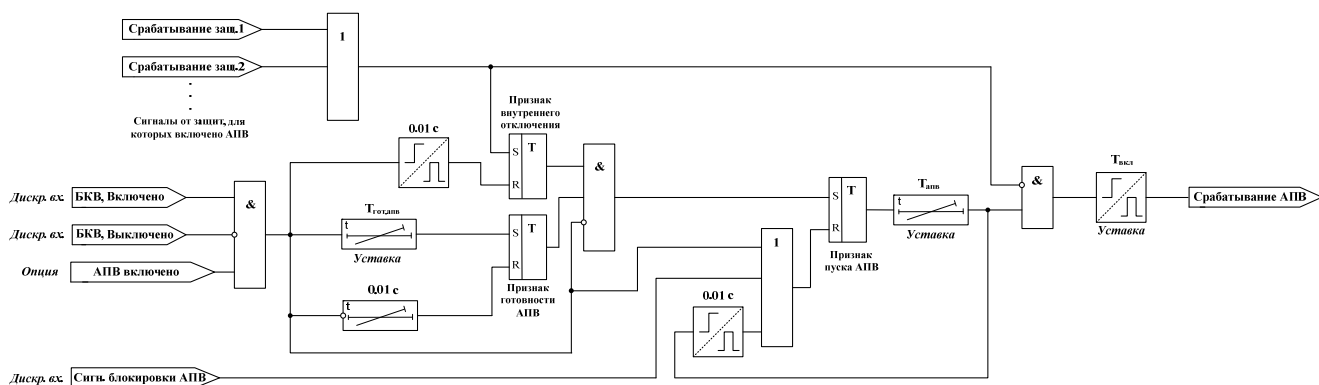 Срабатывание защ.1
1
Срабатывание защ.2
Сигналы от защит, для
которых включено АПВ
Признак
внутреннего
отключения
0.01 с
S
T
R
&
Дискр. вх.
БКВ, Включено
&
Дискр. вх.
БКВ, Выключено
Опция
АПВ включено
Tгот,апв
t
Уставка
S
T
R
Признак
готовности
АПВ
0.01 с
t
1
0.01 с
S
T
R
Признак
пуска АПВ
Tапв
t
Уставка
&
Tвкл
Уставка
Срабатывание АПВ
Дискр. вх.
Сигн. блокировки АПВ